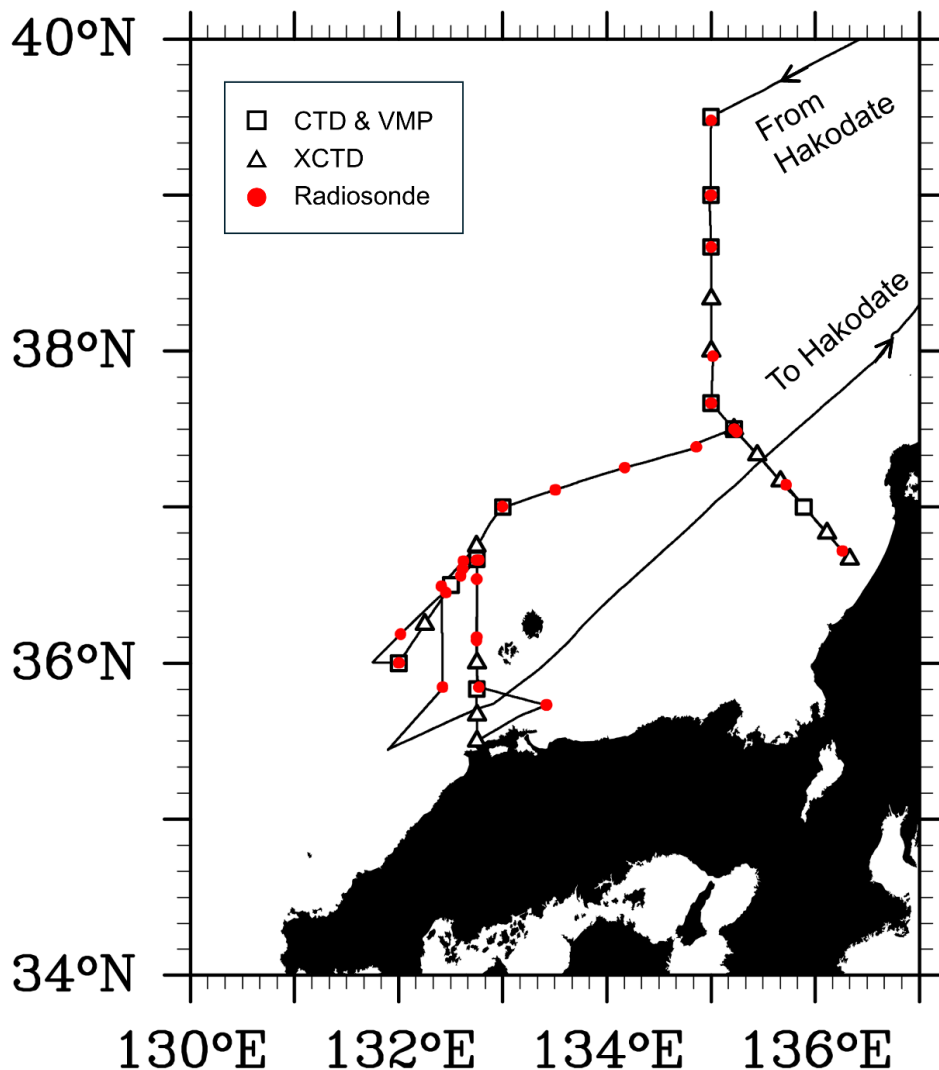 40°N
CTD & VMP
XCTD
Radiosonde
From
Hakodate
38°N
To Hakodate
36°N
34°N
130°E 132°E 134°E 136°E